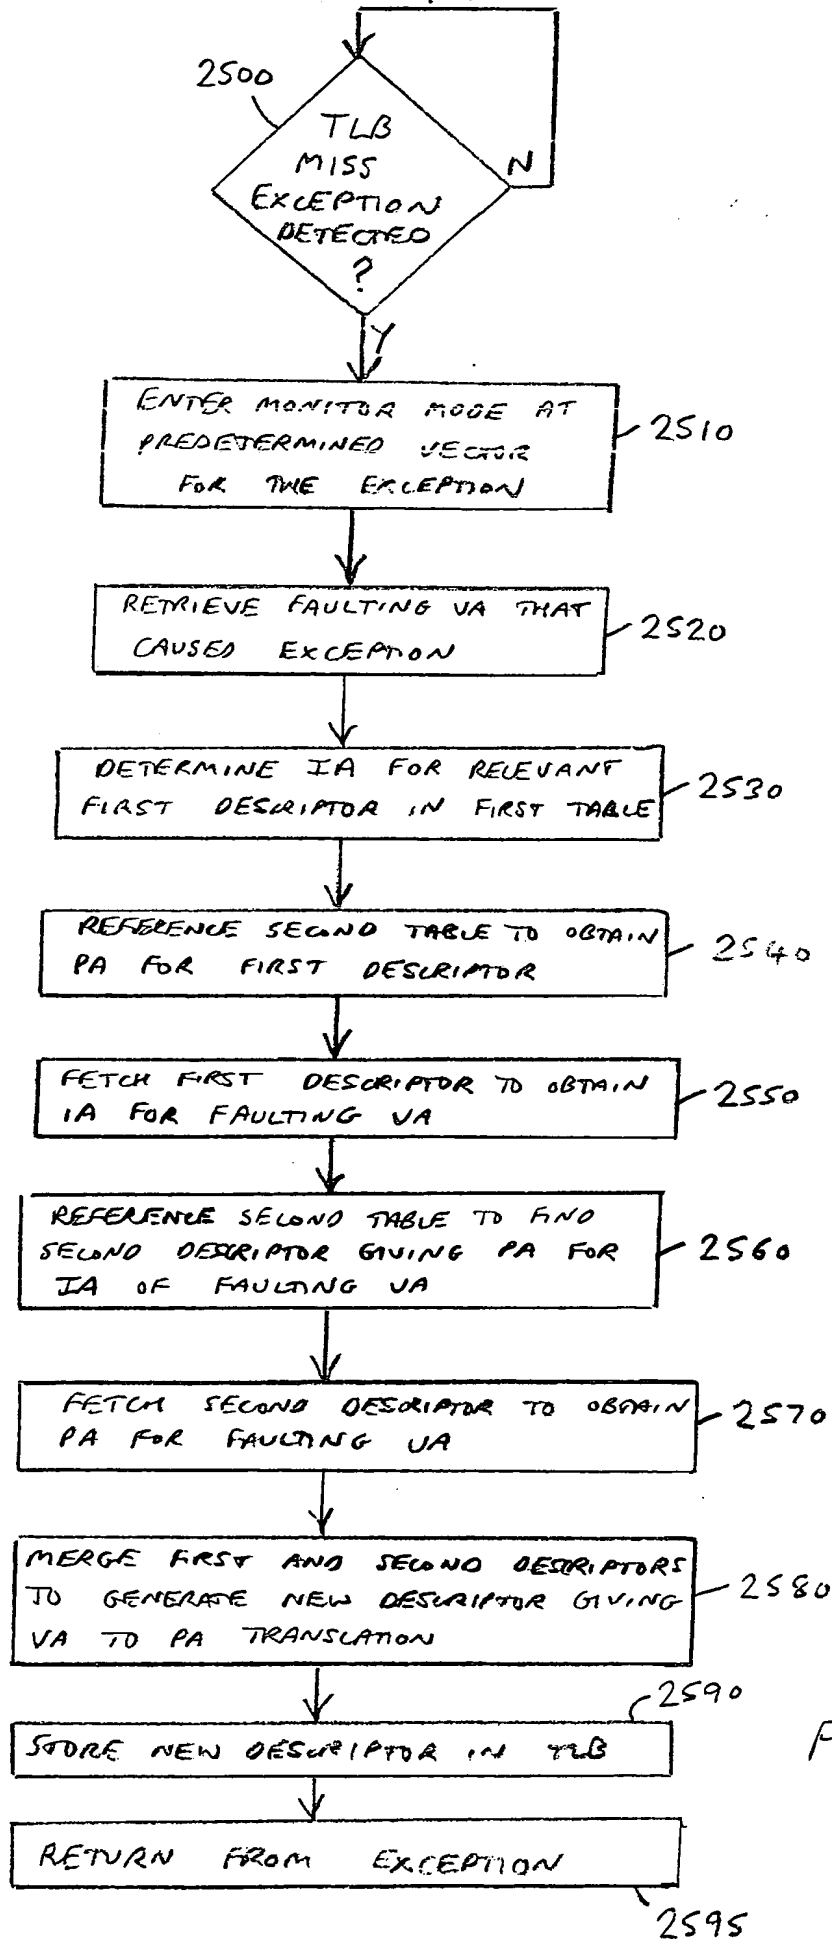 2500
TLB
MISS
EXCEPTION
DETECTED
?
N
Y
ENTER MONITOR MODE AT
PREDETERMINED VECTOR
FOR THE EXCEPTION
2510
RETRIEVE FAULTING VA THAT
CAUSED EXCEPTION
2520
DETERMINE IA FOR RELEVANT
FIRST DESCRIPTOR IN FIRST TABLE
2530
REFERENCE SECOND TABLE TO OBTAIN
PA FOR FIRST DESCRIPTOR
2540
FETCH FIRST DESCRIPTOR TO OBTAIN
IA FOR FAULTING VA
2550
REFERENCE SECOND TABLE TO FIND
SECOND DESCRIPTOR GIVING PA FOR
IA OF FAULTING VA
2560
FETCH SECOND DESCRIPTOR TO OBTAIN
PA FOR FAULTING VA
2570
MERGE FIRST AND SECOND DESCRIPTORS
TO GENERATE NEW DESCRIPTOR GIVING
VA TO PA TRANSLATION
2580
2590
STORE NEW DESCRIPTOR IN TLB
RETURN FROM EXCEPTION
2595